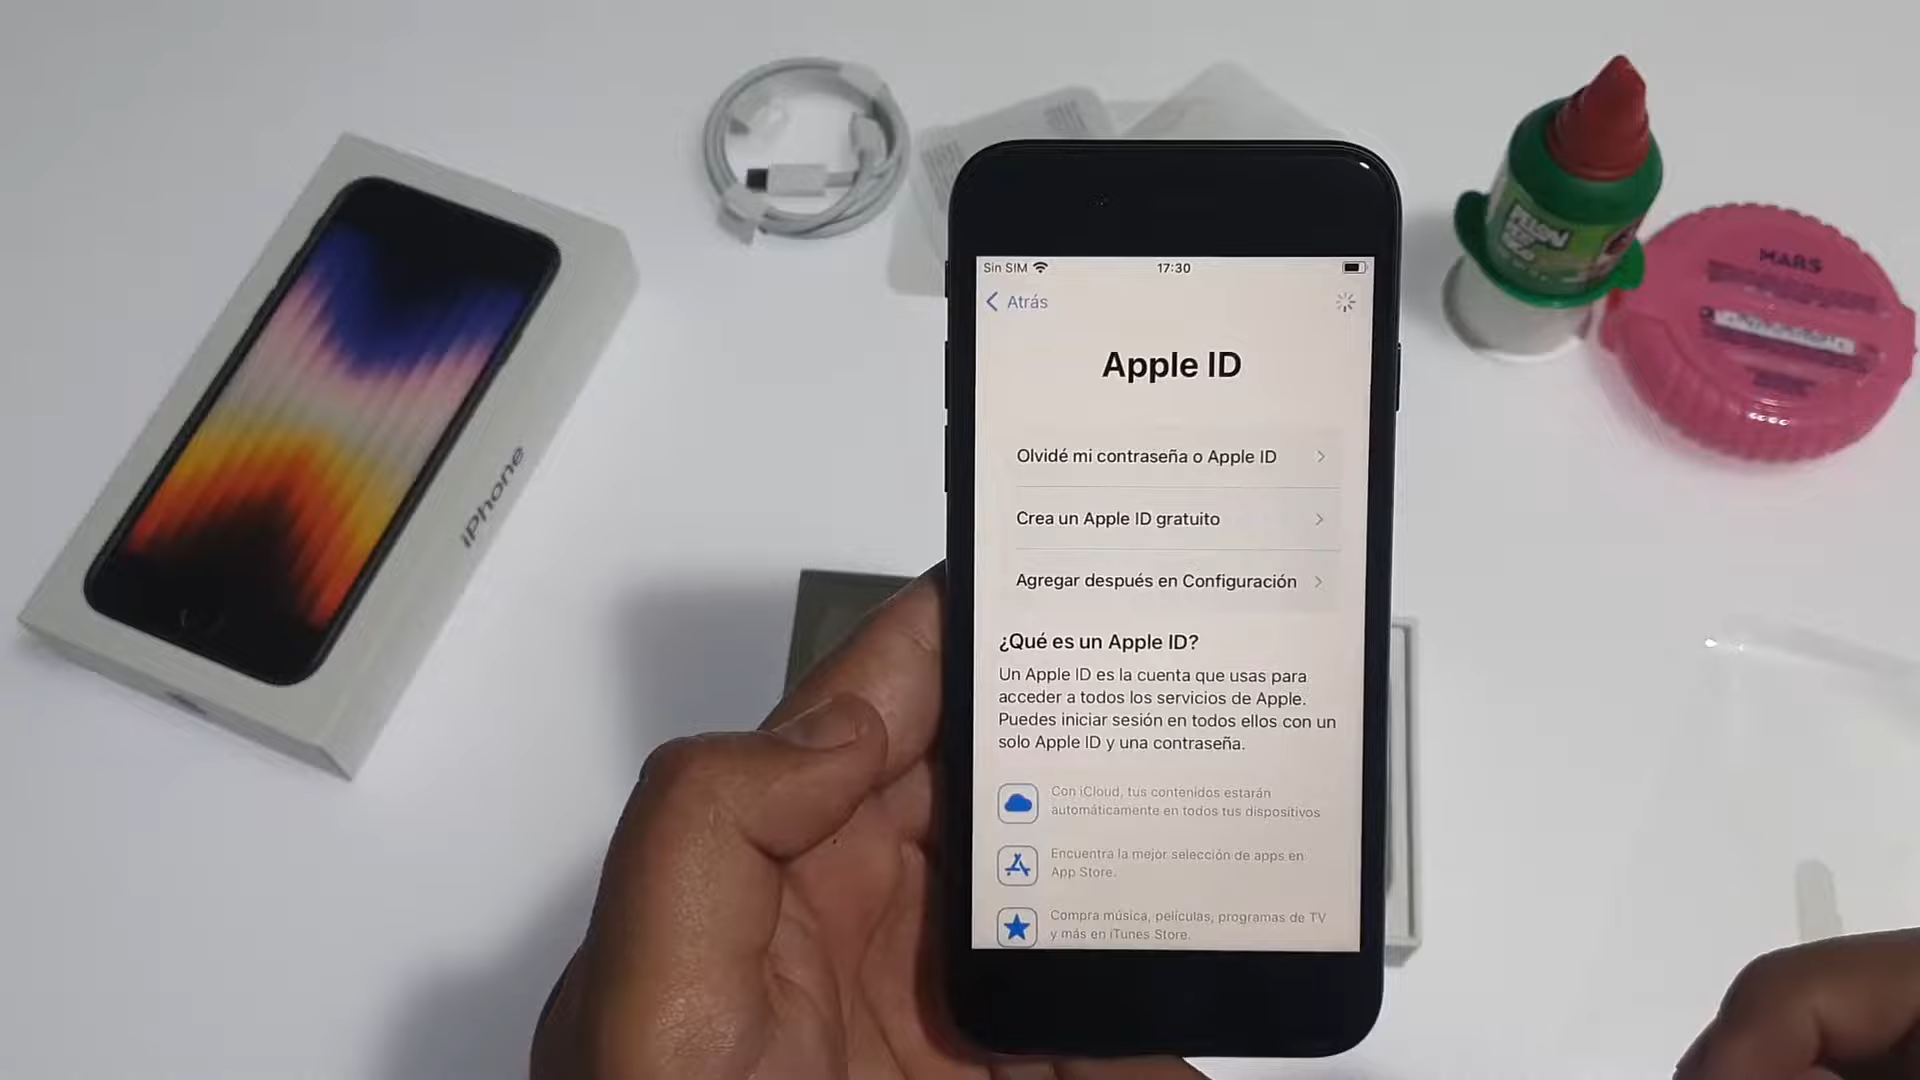 iPhone
Sin SIM
17:30
Atrás
Apple ID
Olvidé mi contraseña o Apple ID
Crea un Apple ID gratuito
Agregar después en Configuración
¿Qué es un Apple ID?
Un Apple ID es la cuenta que usas para
acceder a todos los servicios de Apple.
Puedes iniciar sesión en todos ellos con un
solo Apple ID y una contraseña.
Con iCloud, tus contenidos estarán
automáticamente en todos tus dispositivos
Encuentra la mejor selección de apps en
App Store.
Compra música, películas, programas de TV
y más en iTunes Store.
MARS